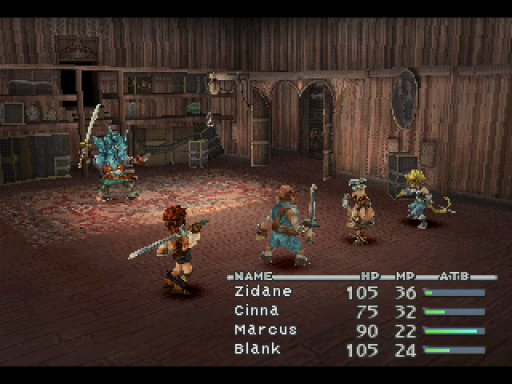 NAME HP MP ATB
Zidane 105 36
Cinna 75 32
Marcus 90 22
Blank 105 24